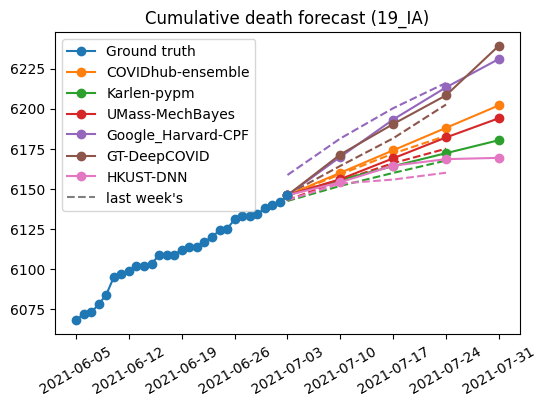 Cumulative death forecast (19_IA)
Ground truth
COVIDhub-ensemble
Karlen-pypm
UMass-MechBayes
Google_Harvard-CPF
GT-DeepCOVID
HKUST-DNN
last week's
6225
6200
6175
6150
6125
6100
6075
2021-06-05
2021-06-12
2021-06-19
2021-06-26
2021-07-03
2021-07-10
2021-07-17
2021-07-24
2021-07-31